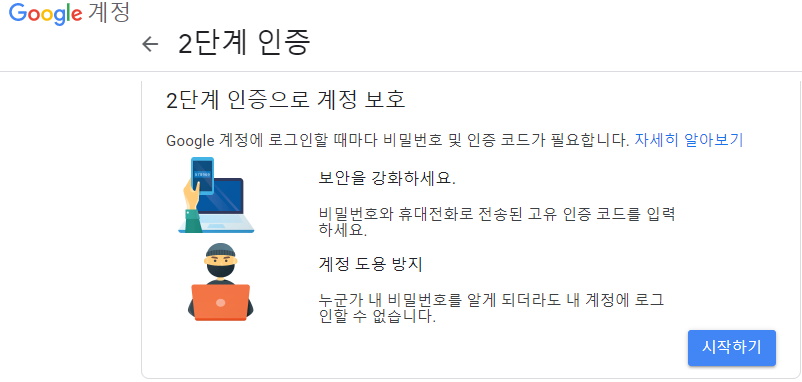 Google 계정
← 2단계 인증
2단계 인증으로 계정 보호
Google 계정에 로그인할 때마다 비밀번호 및 인증 코드가 필요합니다. 자세히 알아보기
보안을 강화하세요.
비밀번호와 휴대전화로 전송된 고유 인증 코드를 입력
하세요.
계정 도용 방지
누군가 내 비밀번호를 알게 되더라도 내 계정에 로그
인할 수 없습니다.
시작하기